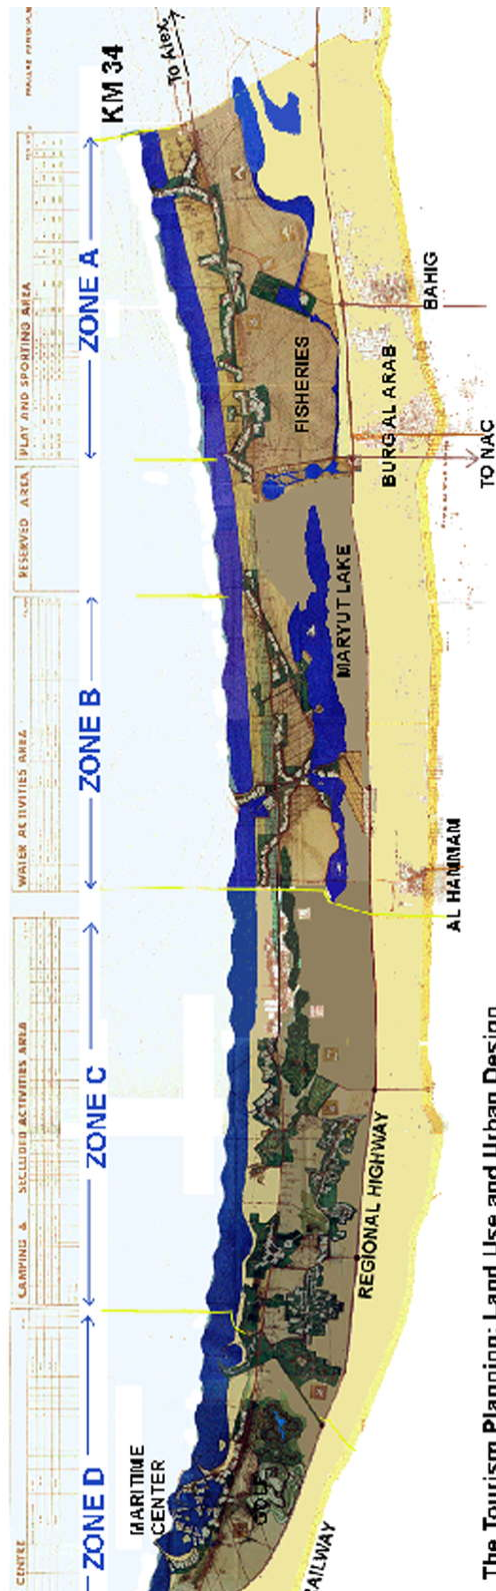 To Alex.
KM 34
PLAY AND SPORTING AREA
RESERVED AREA
WATER ACTIVITIES AREA
CAMPING & SECLUDED ACTIVITIES AREA
CENTRE
ZONE A
ZONE B
ZONE C
ZONE D
MARITIME
CENTER
FISHERIES
MARYUT LAKE
GOLF
BAHIG
BURG AL ARAB
TO NAC
AL HAMMAM
REGIONAL HIGHWAY
RAILWAY
The Tourism Planning: Land Use and Urban Design